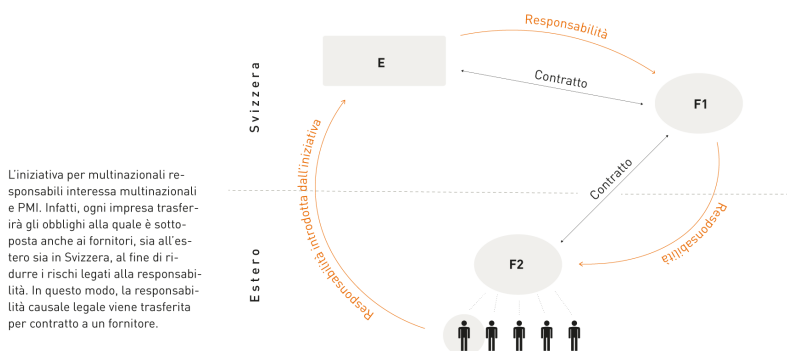 Responsabilità
E
Contratto
F1
Svizzera
Responsabilità introdotta dall'iniziativa
Contratto
Responsabilità
Estero
F2
L'iniziativa per multinazionali re-
sponsabili interessa multinazionali
e PMI. Infatti, ogni impresa trasfer-
irà gli obblighi alla quale è sotto-
posta anche ai fornitori, sia all'es-
tero sia in Svizzera, al fine di ri-
durre i rischi legati alla responsabi-
lità. In questo modo, la responsabi-
lità causale legale viene trasferita
per contratto a un fornitore.